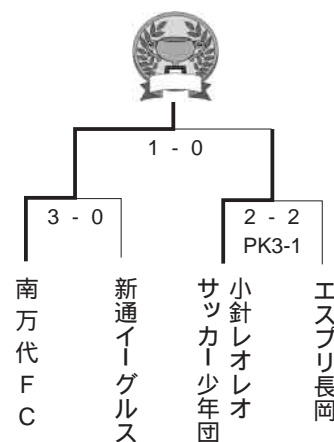 1 - 0
3 - 0
2 - 2
PK3-1
南万代FC
新通イーグルス
小針レオレオ
サッカー少年団
エスプリ長岡